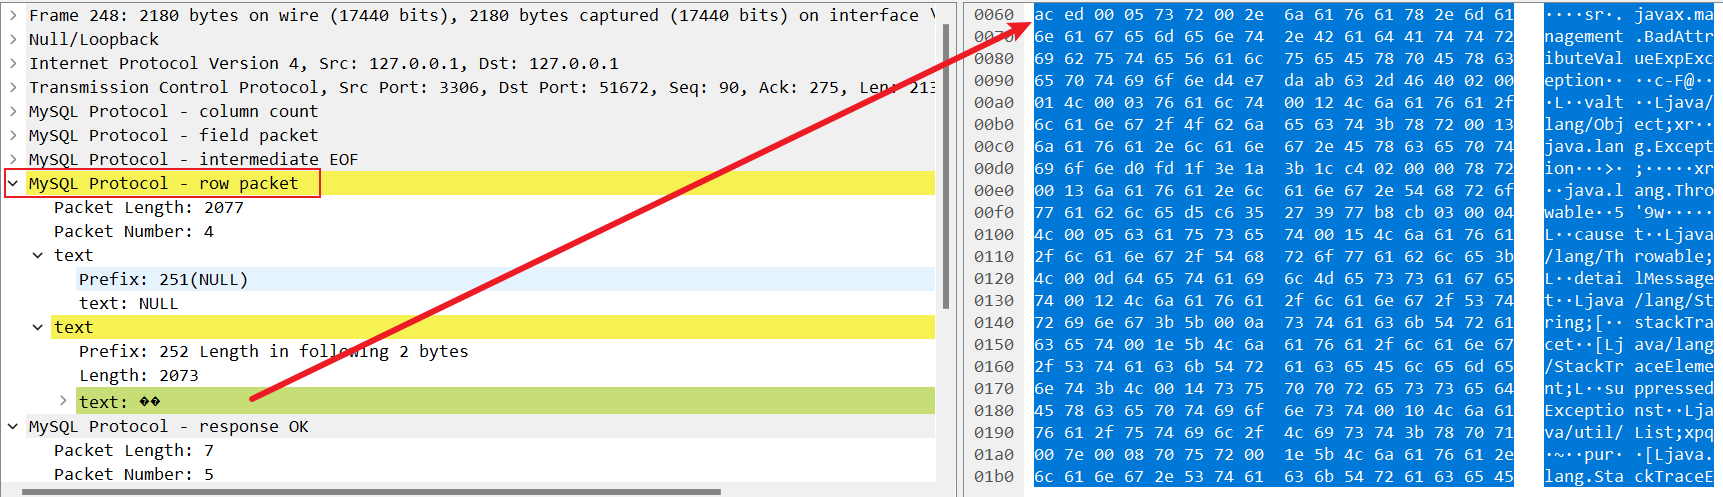 Frame 248: 2180 bytes on wire (17440 bits), 2180 bytes captured (17440 bits) on interface \
Null/Loopback
Internet Protocol Version 4, Src: 127.0.0.1, Dst: 127.0.0.1
Transmission Control Protocol, Src Port: 3306, Dst Port: 51672, Seq: 90, Ack: 275, Len: 213
MySQL Protocol - column count
MySQL Protocol - field packet
MySQL Protocol - intermediate EOF
MySQL Protocol - row packet
Packet Length: 2077
Packet Number: 4
text
Prefix: 251(NULL)
text: NULL
text
Prefix: 252 Length in following 2 bytes
Length: 2073
text: ��
MySQL Protocol - response OK
Packet Length: 7
Packet Number: 5
0060 ac ed 00 05 73 72 00 2e 6a 61 76 61 78 2e 6d 61 ····sr·. javax.ma
0070 6e 61 67 65 6d 65 6e 74 2e 42 61 64 41 74 74 72 nagement .BadAttr
0080 69 62 75 74 65 56 61 6c 75 65 45 78 70 45 78 63 ibuteVal ueExpExc
0090 65 70 74 69 6f 6e d4 e7 da ab 63 2d 46 40 02 00 eption·· ··c-F@··
00a0 01 4c 00 03 76 61 6c 74 00 12 4c 6a 61 76 61 2f ·L··valt ··Ljava/
00b0 6c 61 6e 67 2f 4f 62 6a 65 63 74 3b 78 72 00 13 lang/Obj ect;xr··
00c0 6a 61 76 61 2e 6c 61 6e 67 2e 45 78 63 65 70 74 java.lan g.Except
00d0 69 6f 6e d0 fd 1f 3e 1a 3b 1c c4 02 00 00 78 72 ion···>· ;·····xr
00e0 00 13 6a 61 76 61 2e 6c 61 6e 67 2e 54 68 72 6f ··java.l ang.Thro
00f0 77 61 62 6c 65 d5 c6 35 27 39 77 b8 cb 03 00 04 wable··5 '9w·····
0100 4c 00 05 63 61 75 73 65 74 00 15 4c 6a 61 76 61 L··cause t··Ljava
0110 2f 6c 61 6e 67 2f 54 68 72 6f 77 61 62 6c 65 3b /lang/Th rowable;
0120 4c 00 0d 64 65 74 61 69 6c 4d 65 73 73 61 67 65 L··detai lMessage
0130 74 00 12 4c 6a 61 76 61 2f 6c 61 6e 67 2f 53 74 t··Ljava /lang/St
0140 72 69 6e 67 3b 5b 00 0a 73 74 61 63 6b 54 72 61 ring;[·· stackTra
0150 63 65 74 00 1e 5b 4c 6a 61 76 61 2f 6c 61 6e 67 cet··[Lj ava/lang
0160 2f 53 74 61 63 6b 54 72 61 63 65 45 6c 65 6d 65 /StackTr aceEleme
0170 6e 74 3b 4c 00 14 73 75 70 70 72 65 73 73 65 64 nt;L··su ppressed
0180 45 78 63 65 70 74 69 6f 6e 73 74 00 10 4c 6a 61 Exceptio nst··Lja
0190 76 61 2f 75 74 69 6c 2f 4c 69 73 74 3b 78 70 71 va/util/ List;xpq
01a0 00 7e 00 08 70 75 72 00 1e 5b 4c 6a 61 76 61 2e ·~··pur· ·[Ljava.
01b0 6c 61 6e 67 2e 53 74 61 63 6b 54 72 61 63 65 45 lang.Sta ckTraceE